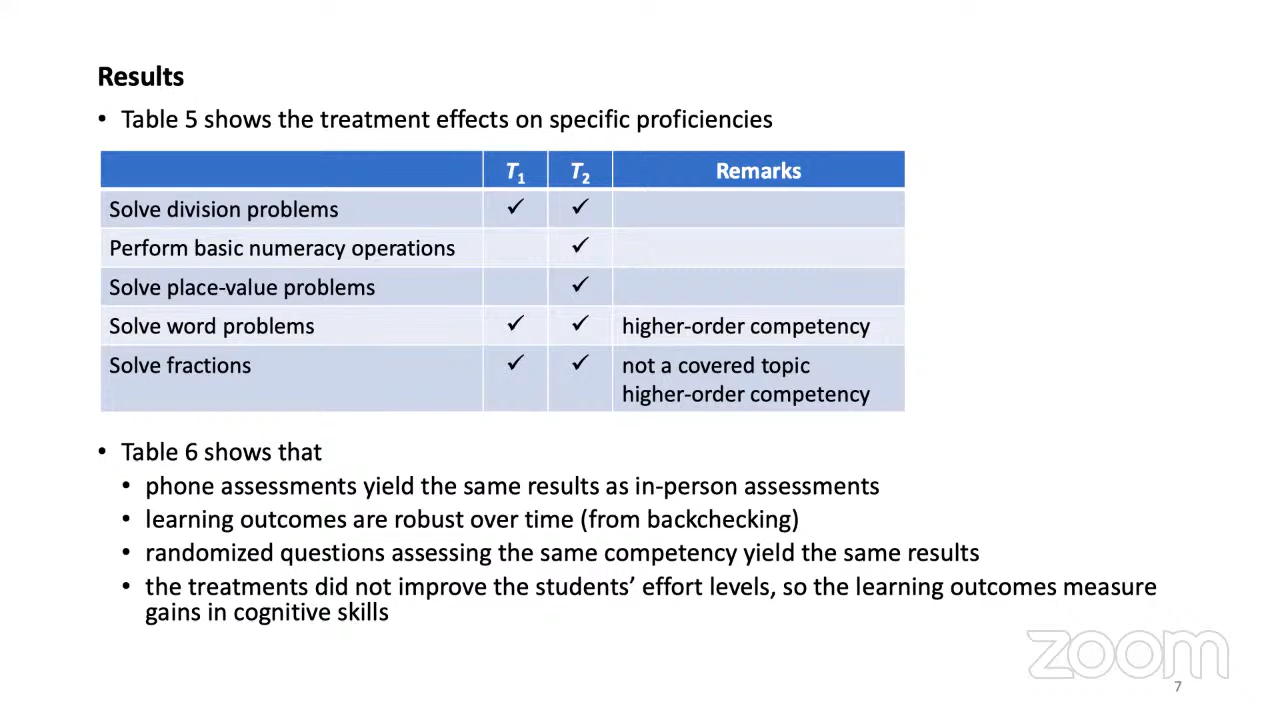 Results
• Table 5 shows the treatment effects on specific proficiencies
T1 T2 Remarks
Solve division problems ✓ ✓
Perform basic numeracy operations ✓
Solve place-value problems ✓
Solve word problems ✓ ✓ higher-order competency
Solve fractions ✓ ✓ not a covered topic
higher-order competency
• Table 6 shows that
• phone assessments yield the same results as in-person assessments
• learning outcomes are robust over time (from backchecking)
• randomized questions assessing the same competency yield the same results
• the treatments did not improve the students’ effort levels, so the learning outcomes measure
gains in cognitive skills
zoom
7